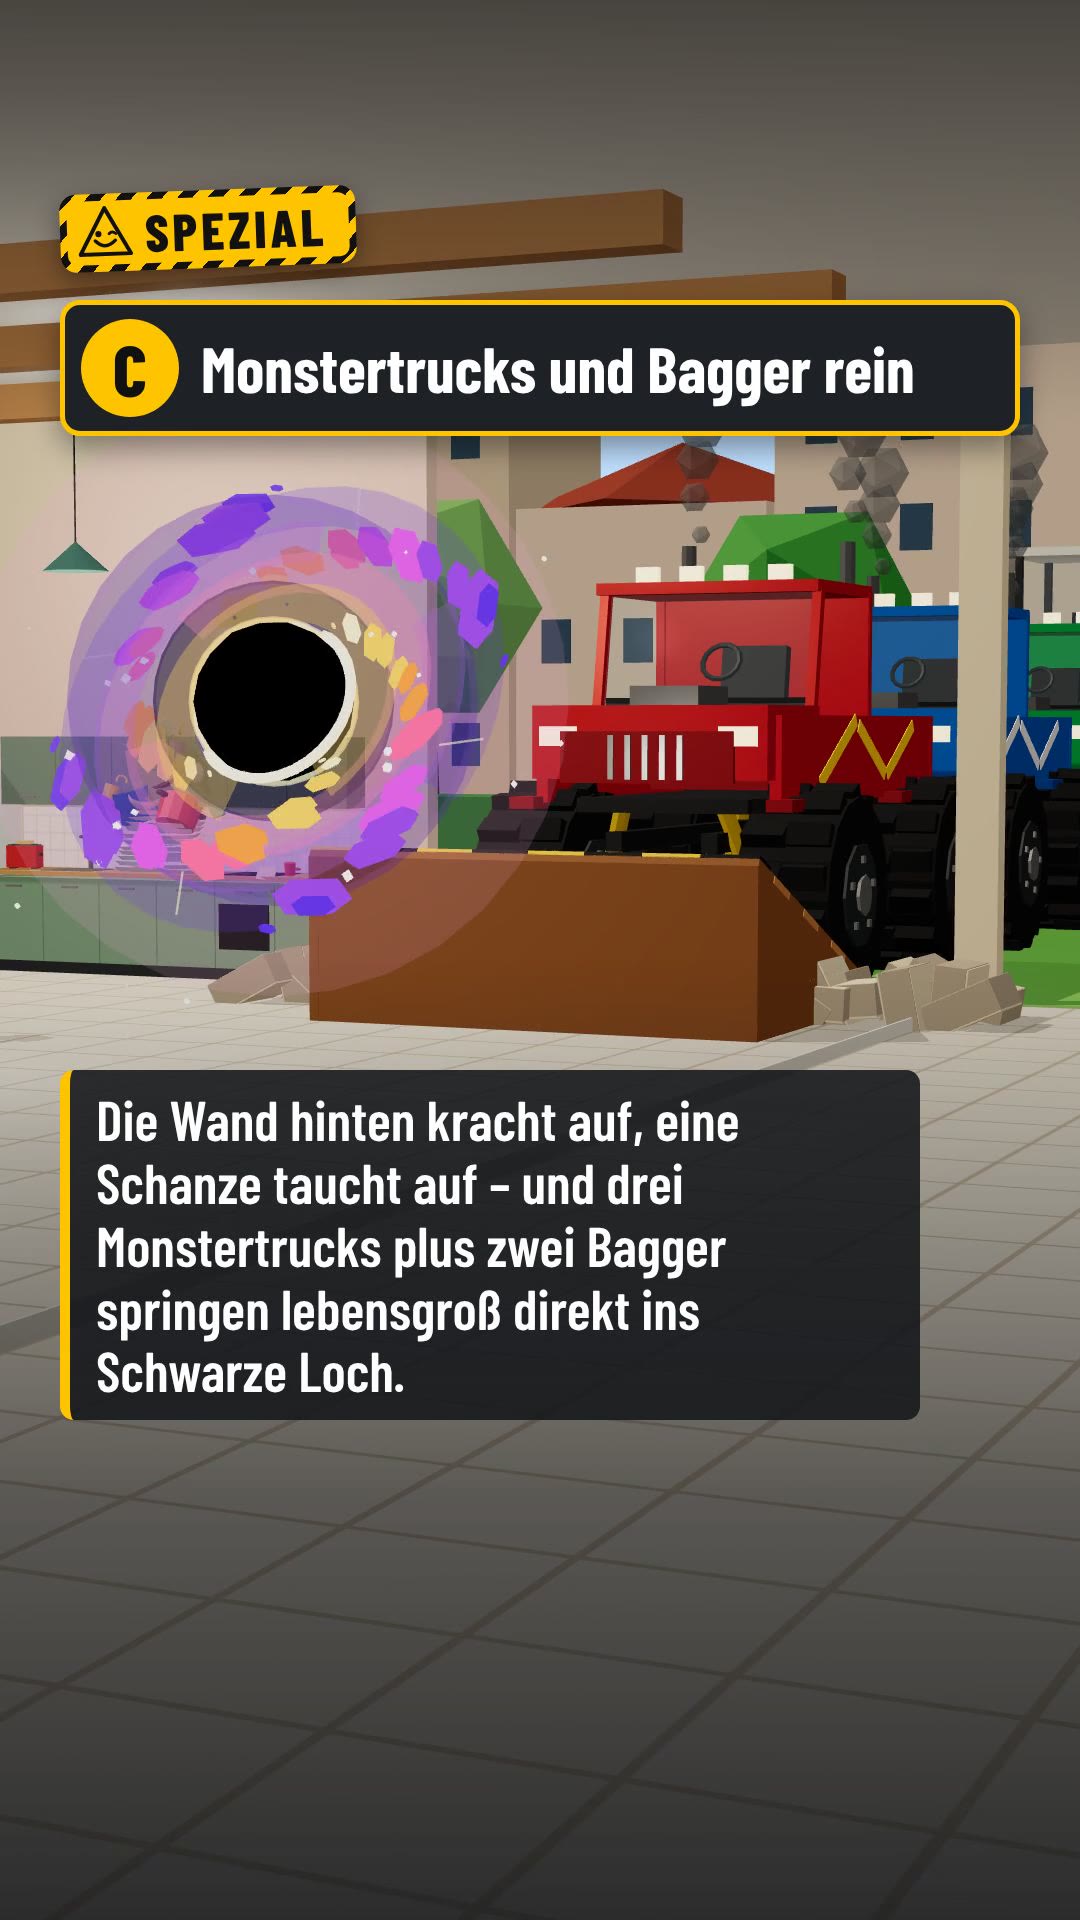 SPEZIAL
C Monstertrucks und Bagger rein
Die Wand hinten kracht auf, eine
Schanze taucht auf – und drei
Monstertrucks plus zwei Bagger
springen lebensgroß direkt ins
Schwarze Loch.